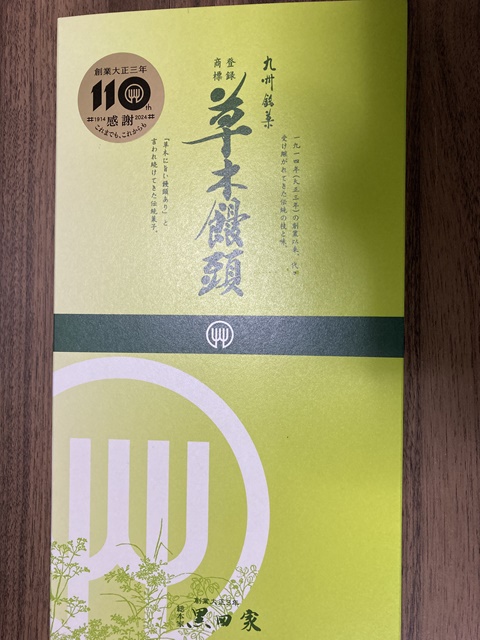 九州銘菓
登録
商標
草木饅頭
一九一四年(大正三年)の創業以来、代々
受け継がれてきた伝統の技と味。
「草木に旨い饅頭あり」と
言われ続けてきた伝統菓子。
創業大正三年
110th
#1914 感謝 2024#
これまでも、これからも
創業大正3年
総本家
黒田家